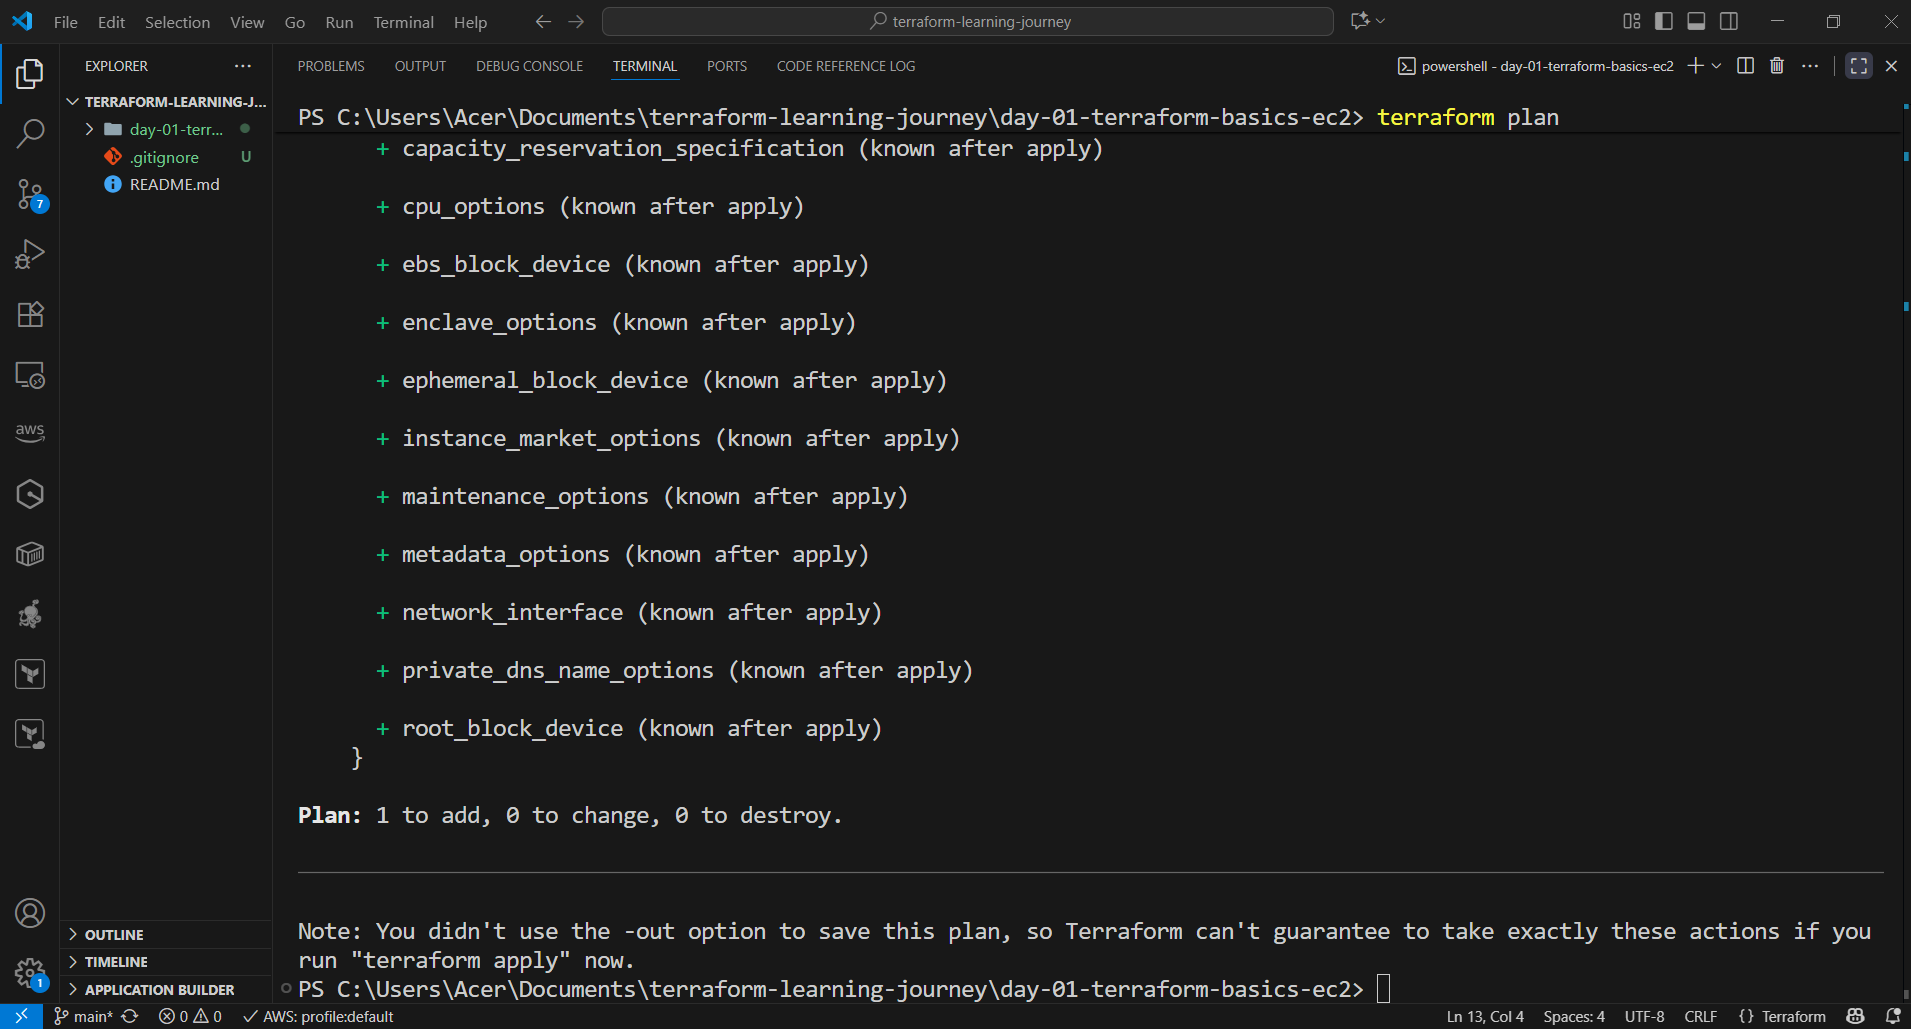 File Edit Selection View Go Run Terminal Help
terraform-learning-journey
EXPLORER
TERRAFORM-LEARNING-J...
day-01-terr...
.gitignore U
README.md
7
aws
1
OUTLINE
TIMELINE
APPLICATION BUILDER
PROBLEMS OUTPUT DEBUG CONSOLE TERMINAL PORTS CODE REFERENCE LOG
powershell - day-01-terraform-basics-ec2
PS C:\Users\Acer\Documents\terraform-learning-journey\day-01-terraform-basics-ec2> terraform plan
+ capacity_reservation_specification (known after apply)
+ cpu_options (known after apply)
+ ebs_block_device (known after apply)
+ enclave_options (known after apply)
+ ephemeral_block_device (known after apply)
+ instance_market_options (known after apply)
+ maintenance_options (known after apply)
+ metadata_options (known after apply)
+ network_interface (known after apply)
+ private_dns_name_options (known after apply)
+ root_block_device (known after apply)
}
Plan: 1 to add, 0 to change, 0 to destroy.
Note: You didn't use the -out option to save this plan, so Terraform can't guarantee to take exactly these actions if you
run "terraform apply" now.
PS C:\Users\Acer\Documents\terraform-learning-journey\day-01-terraform-basics-ec2>
main* 0 0 AWS: profile:default Ln 13, Col 4 Spaces: 4 UTF-8 CRLF {} Terraform